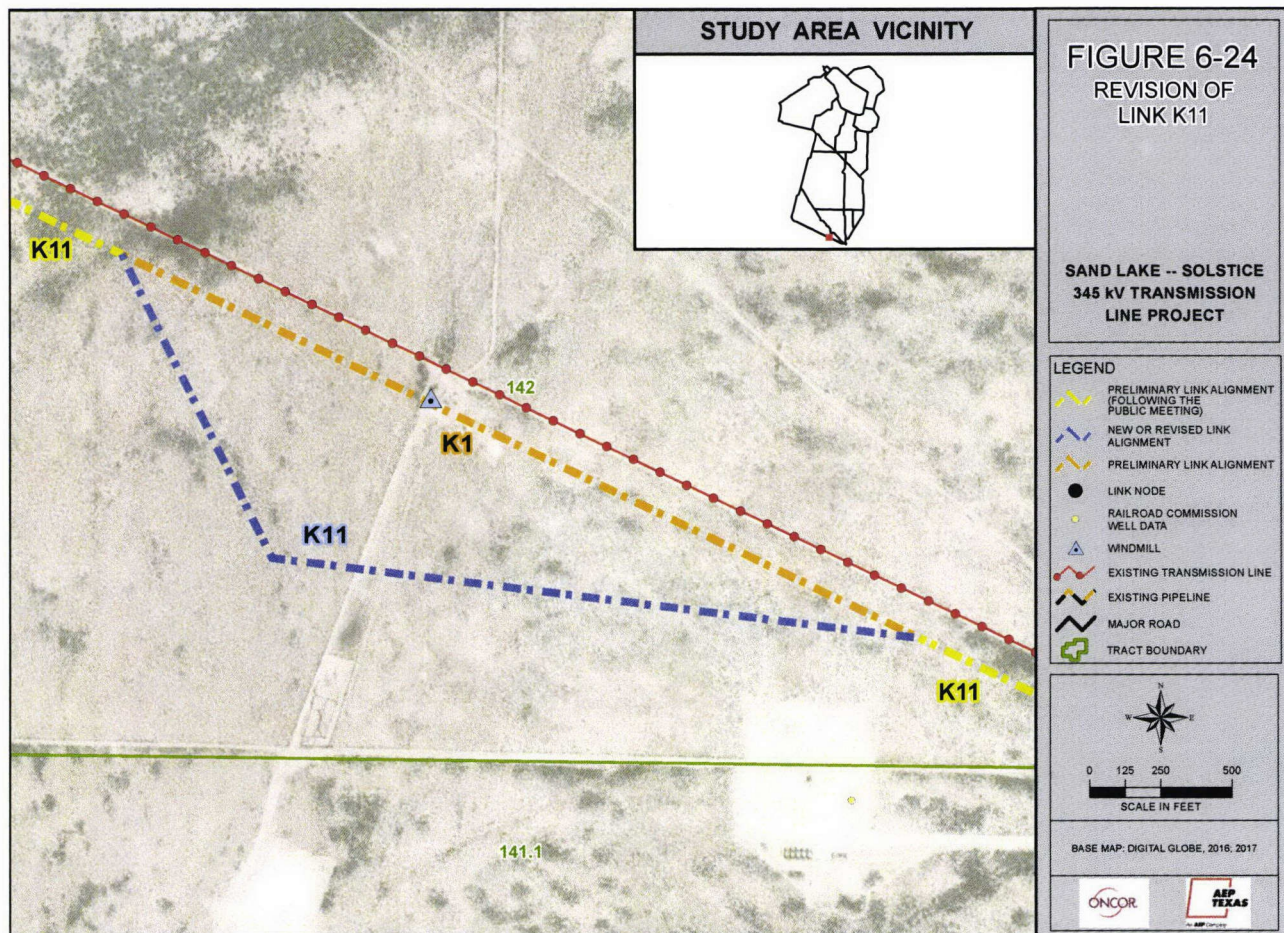 STUDY AREA VICINITY
K11
142
K1
K11
K11
141.1
FIGURE 6-24
REVISION OF
LINK K11
SAND LAKE -- SOLSTICE
345 kV TRANSMISSION
LINE PROJECT
LEGEND
PRELIMINARY LINK ALIGNMENT
(FOLLOWING THE
PUBLIC MEETING)
NEW OR REVISED LINK
ALIGNMENT
PRELIMINARY LINK ALIGNMENT
LINK NODE
RAILROAD COMMISSION
WELL DATA
WINDMILL
EXISTING TRANSMISSION LINE
EXISTING PIPELINE
MAJOR ROAD
TRACT BOUNDARY
N
W E
S
0 125 250 500
SCALE IN FEET
BASE MAP: DIGITAL GLOBE, 2016; 2017
ONCOR
AEP
TEXAS
An AEP Company